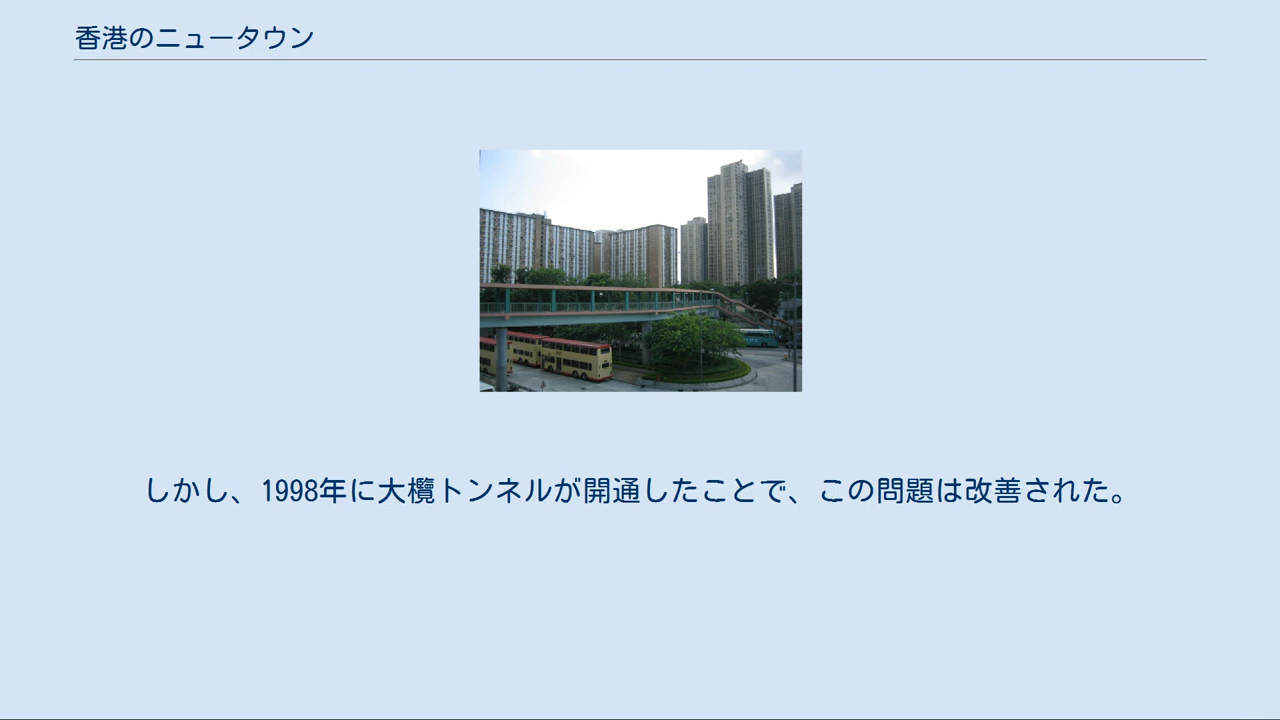 香港のニュータウン
しかし、1998年に大欖トンネルが開通したことで、この問題は改善された。